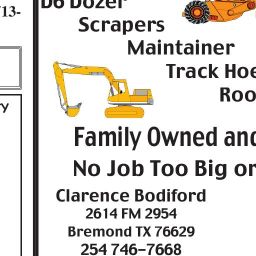 13-
D6 Dozer
Scrapers
Maintainer
Track Hoe
Roo
ry
Family Owned and
No Job Too Big or
Clarence Bodiford
2614 FM 2954
Bremond TX 76629
254 746-7668